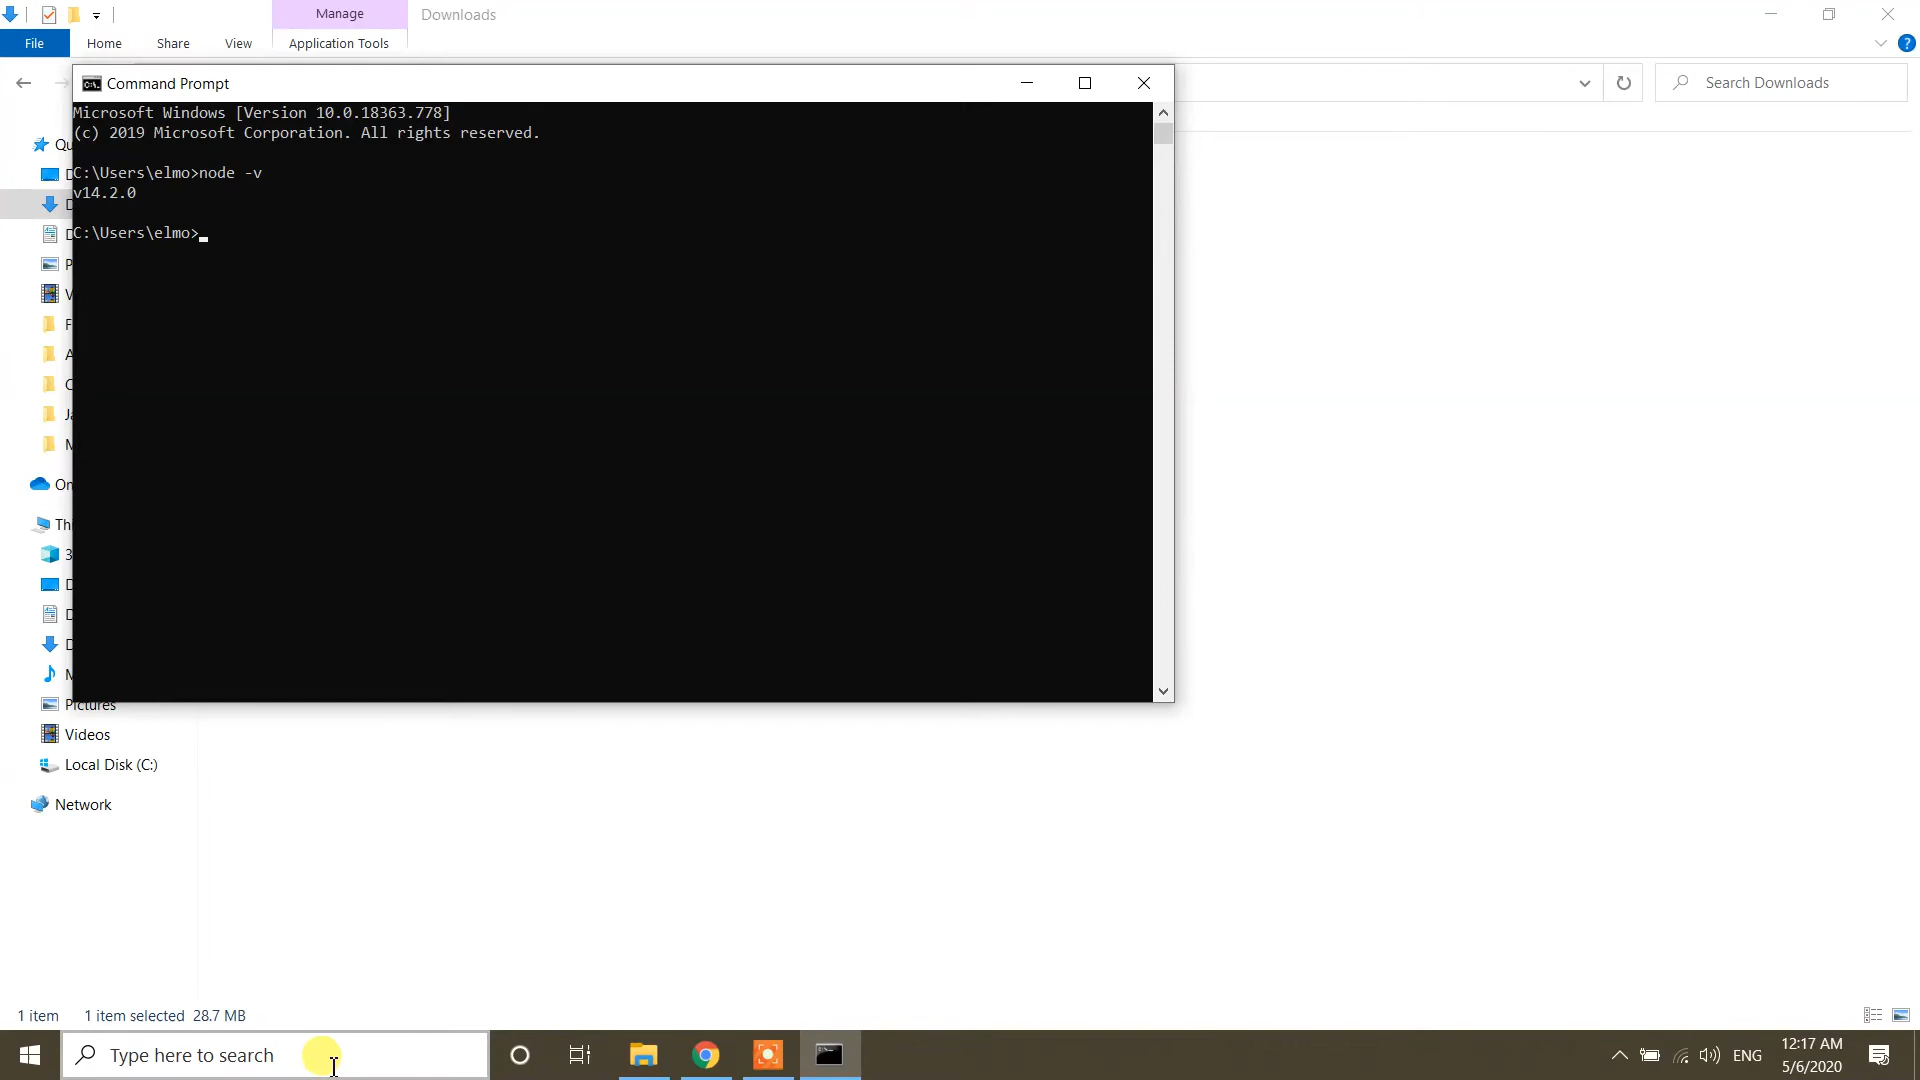 Manage
Downloads
File
Home
Share
View
Application Tools
Command Prompt
Search Downloads
Microsoft Windows [Version 10.0.18363.778]
(c) 2019 Microsoft Corporation. All rights reserved.
C:\Users\elmo>node -v
v14.2.0
C:\Users\elmo>
Pictures
Videos
Local Disk (C:)
Network
1 item 1 item selected 28.7 MB
Type here to search
ENG
12:17 AM
5/6/2020